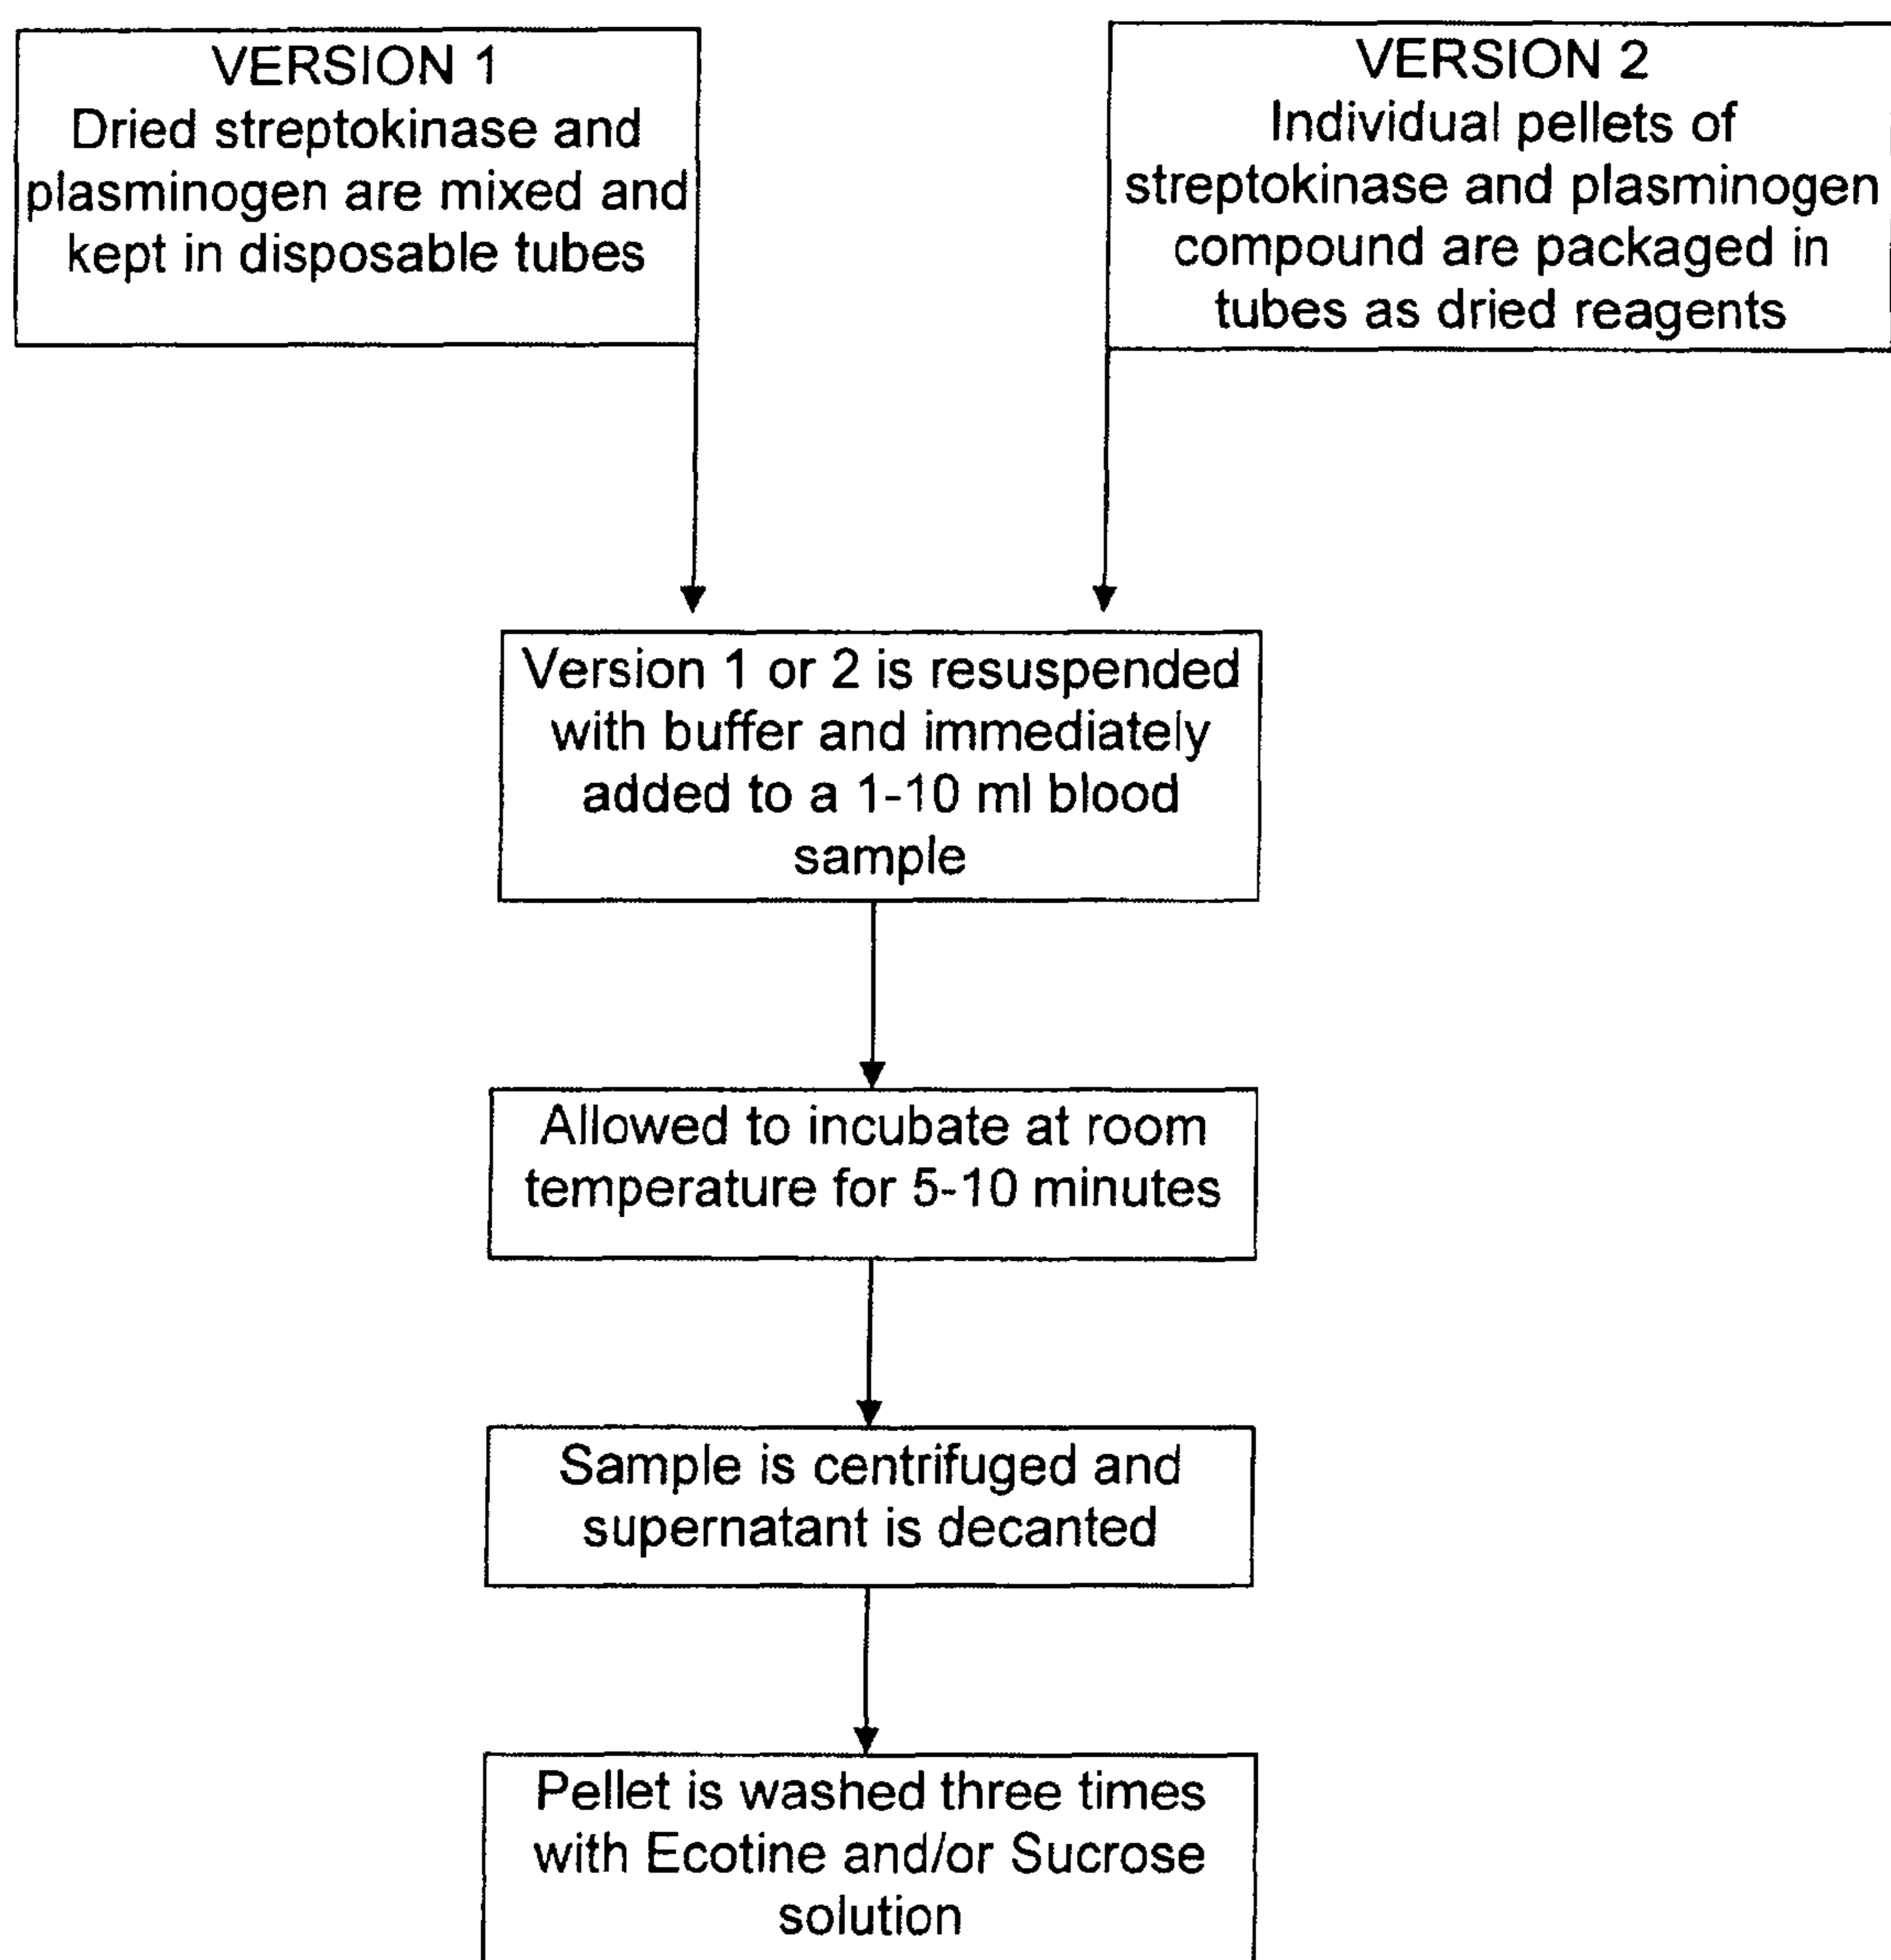 VERSION 1
Dried streptokinase and
plasminogen are mixed and
kept in disposable tubes
VERSION 2
Individual pellets of
streptokinase and plasminogen
compound are packaged in
tubes as dried reagents
Version 1 or 2 is resuspended
with buffer and immediately
added to a 1-10 ml blood
sample
Allowed to incubate at room
temperature for 5-10 minutes
Sample is centrifuged and
supernatant is decanted
Pellet is washed three times
with Ecotine and/or Sucrose
solution